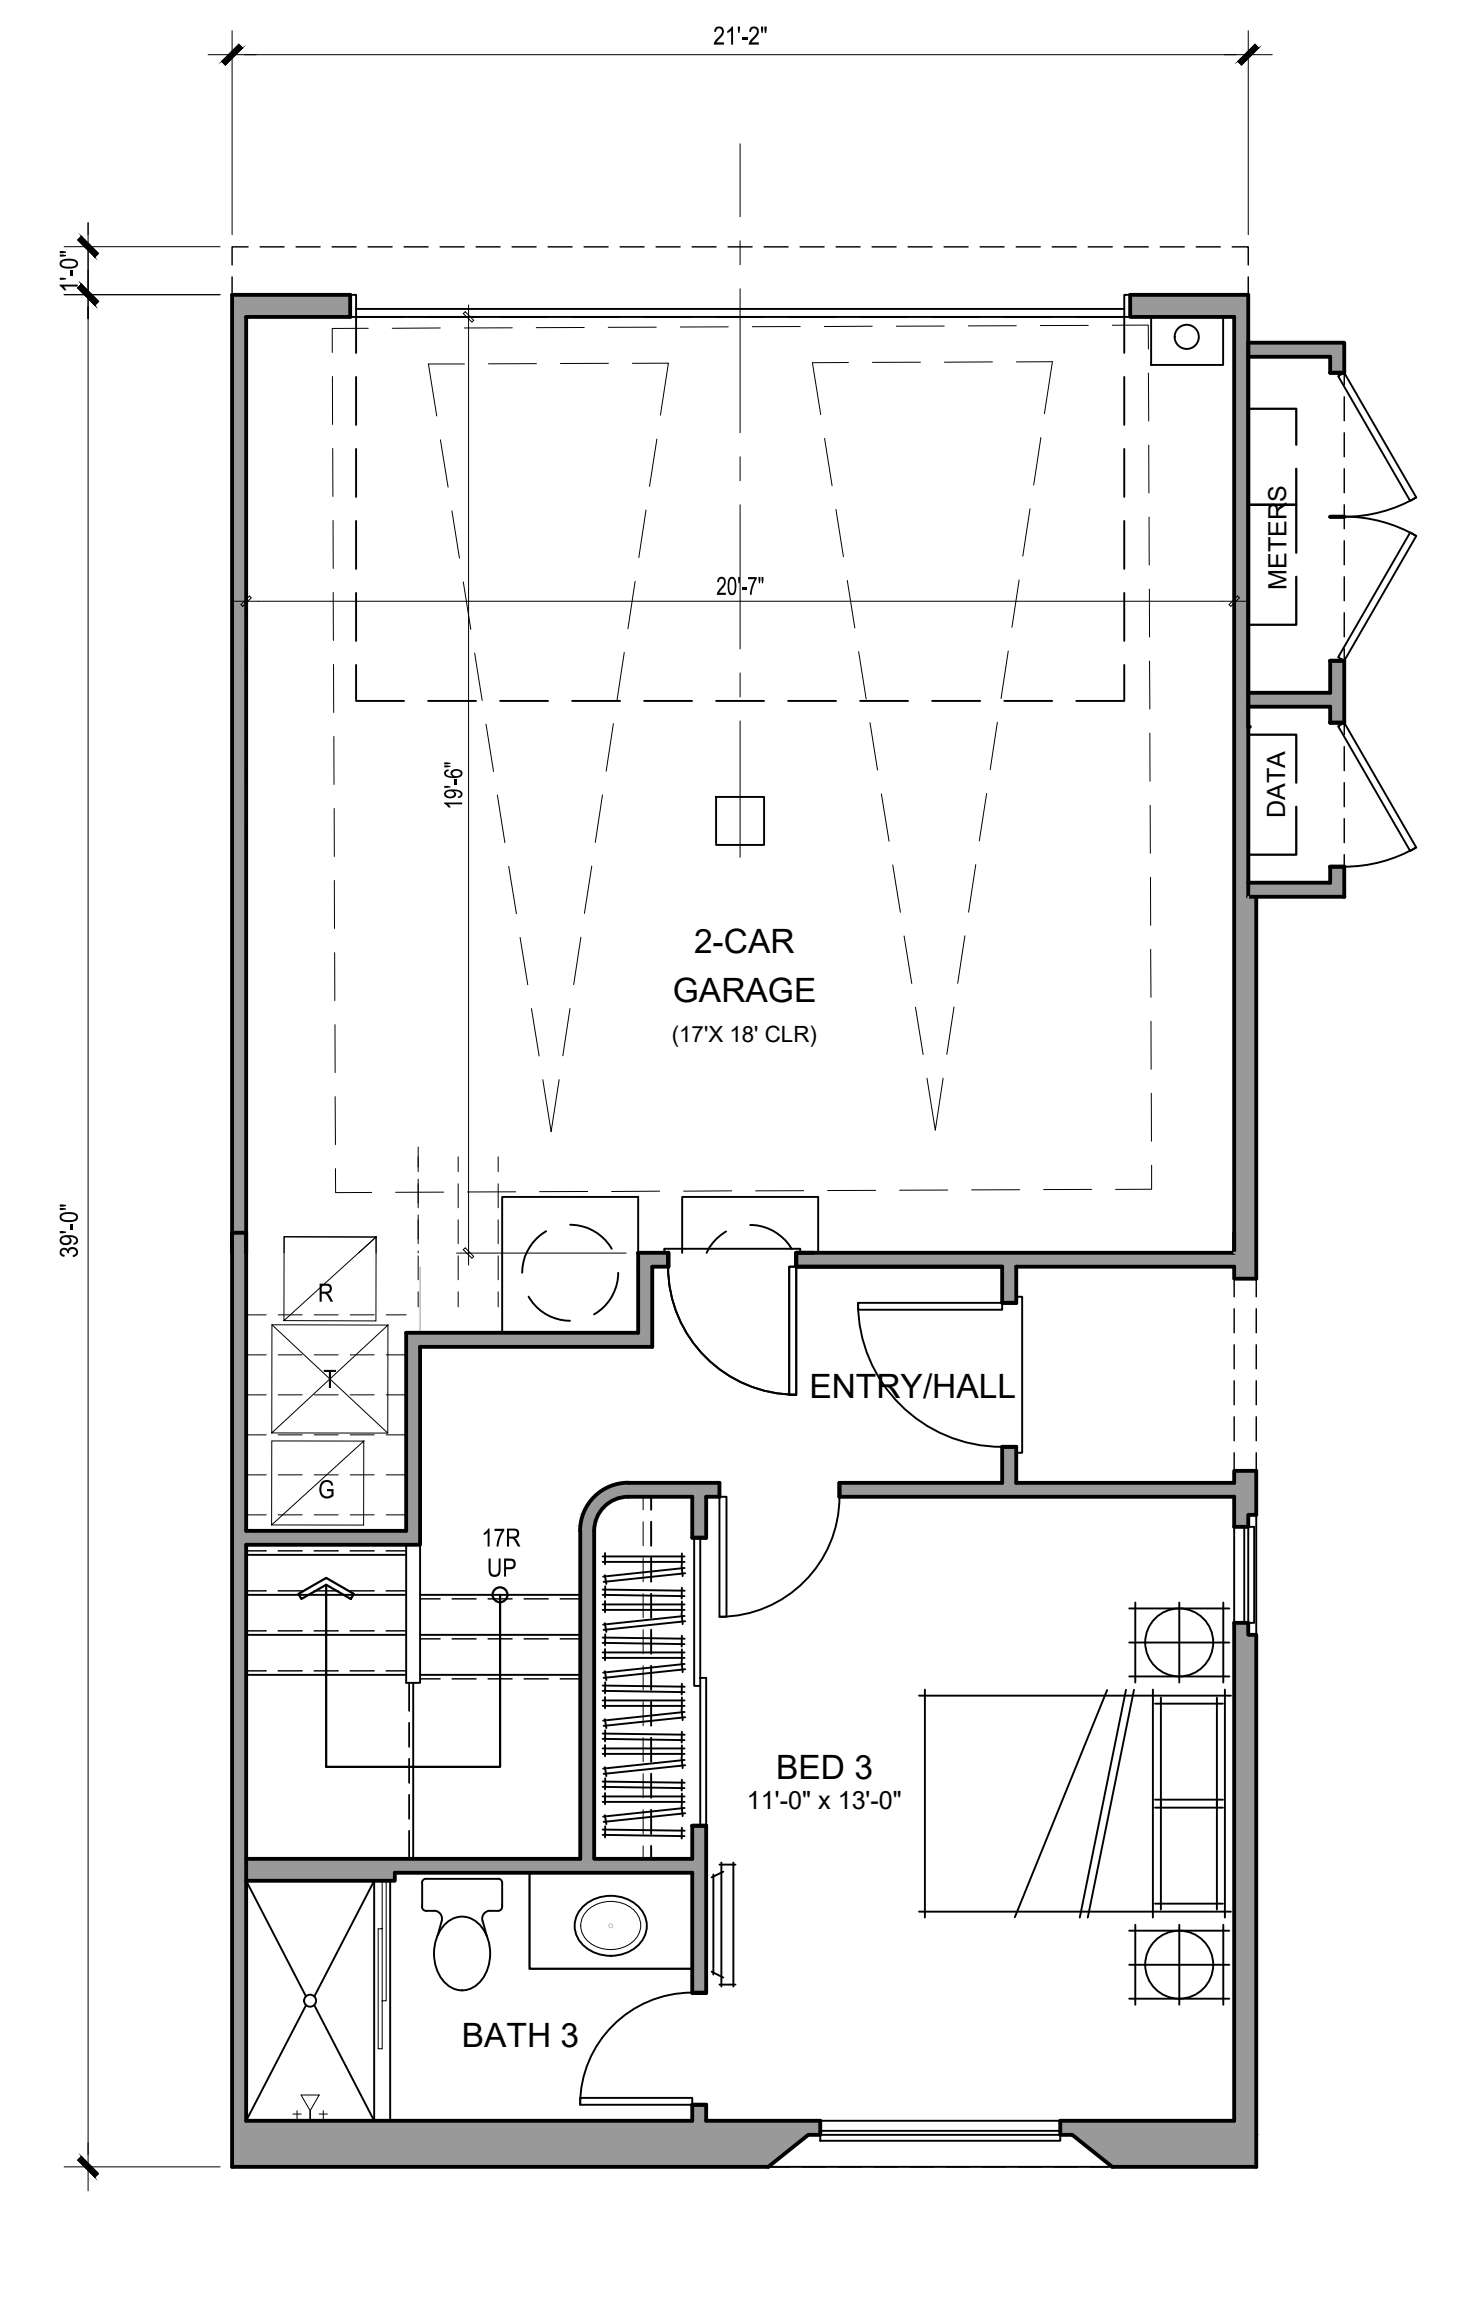 21'-2"
1'-0"
20'-7"
METERS
19'-6"
DATA
2-CAR
GARAGE
(17'X 18' CLR)
39'-0"
R
T
ENTRY/HALL
G
17R
UP
BED 3
11'-0" x 13'-0"
BATH 3